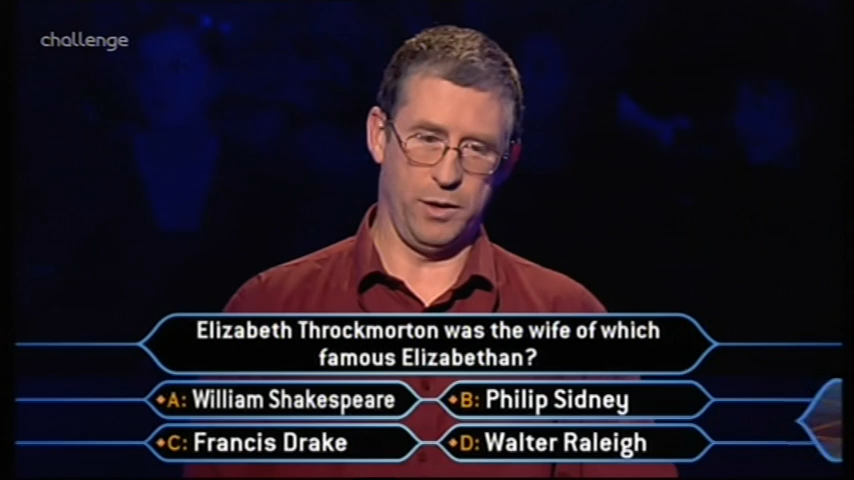 challenge
Elizabeth Throckmorton was the wife of which
famous Elizabethan?
A: William Shakespeare
B: Philip Sidney
C: Francis Drake
D: Walter Raleigh